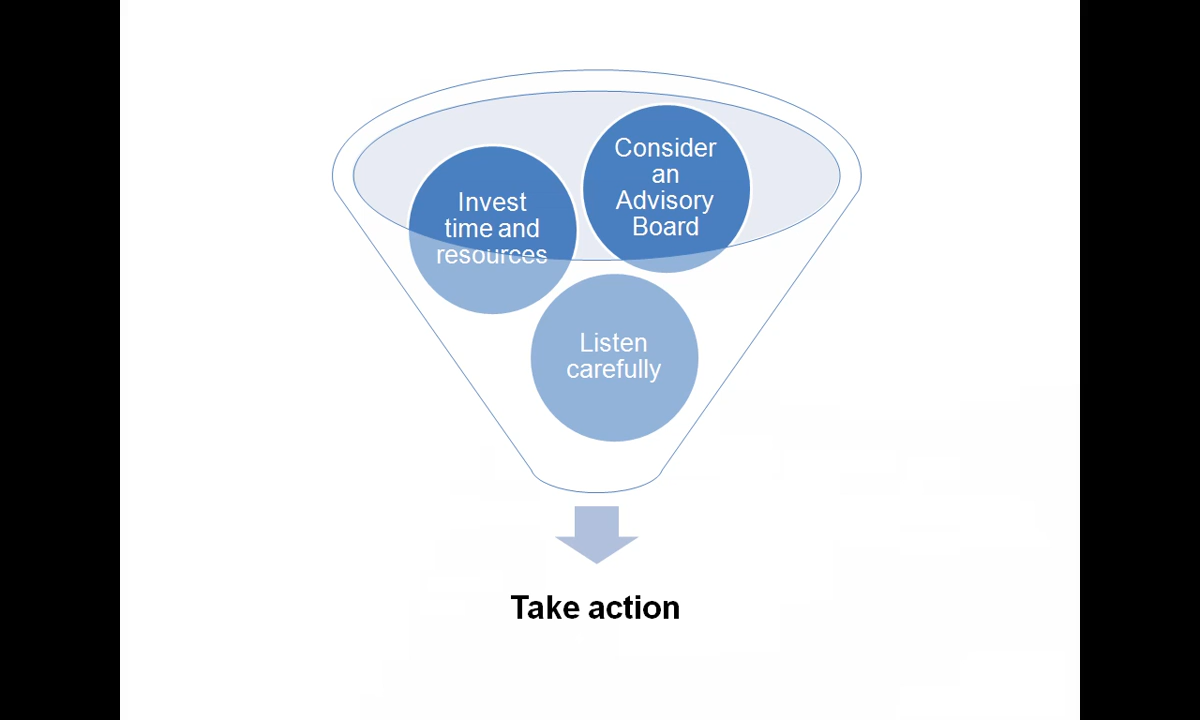 Consider
an
Advisory
Board
Invest
time and
resources
Listen
carefully
Take action